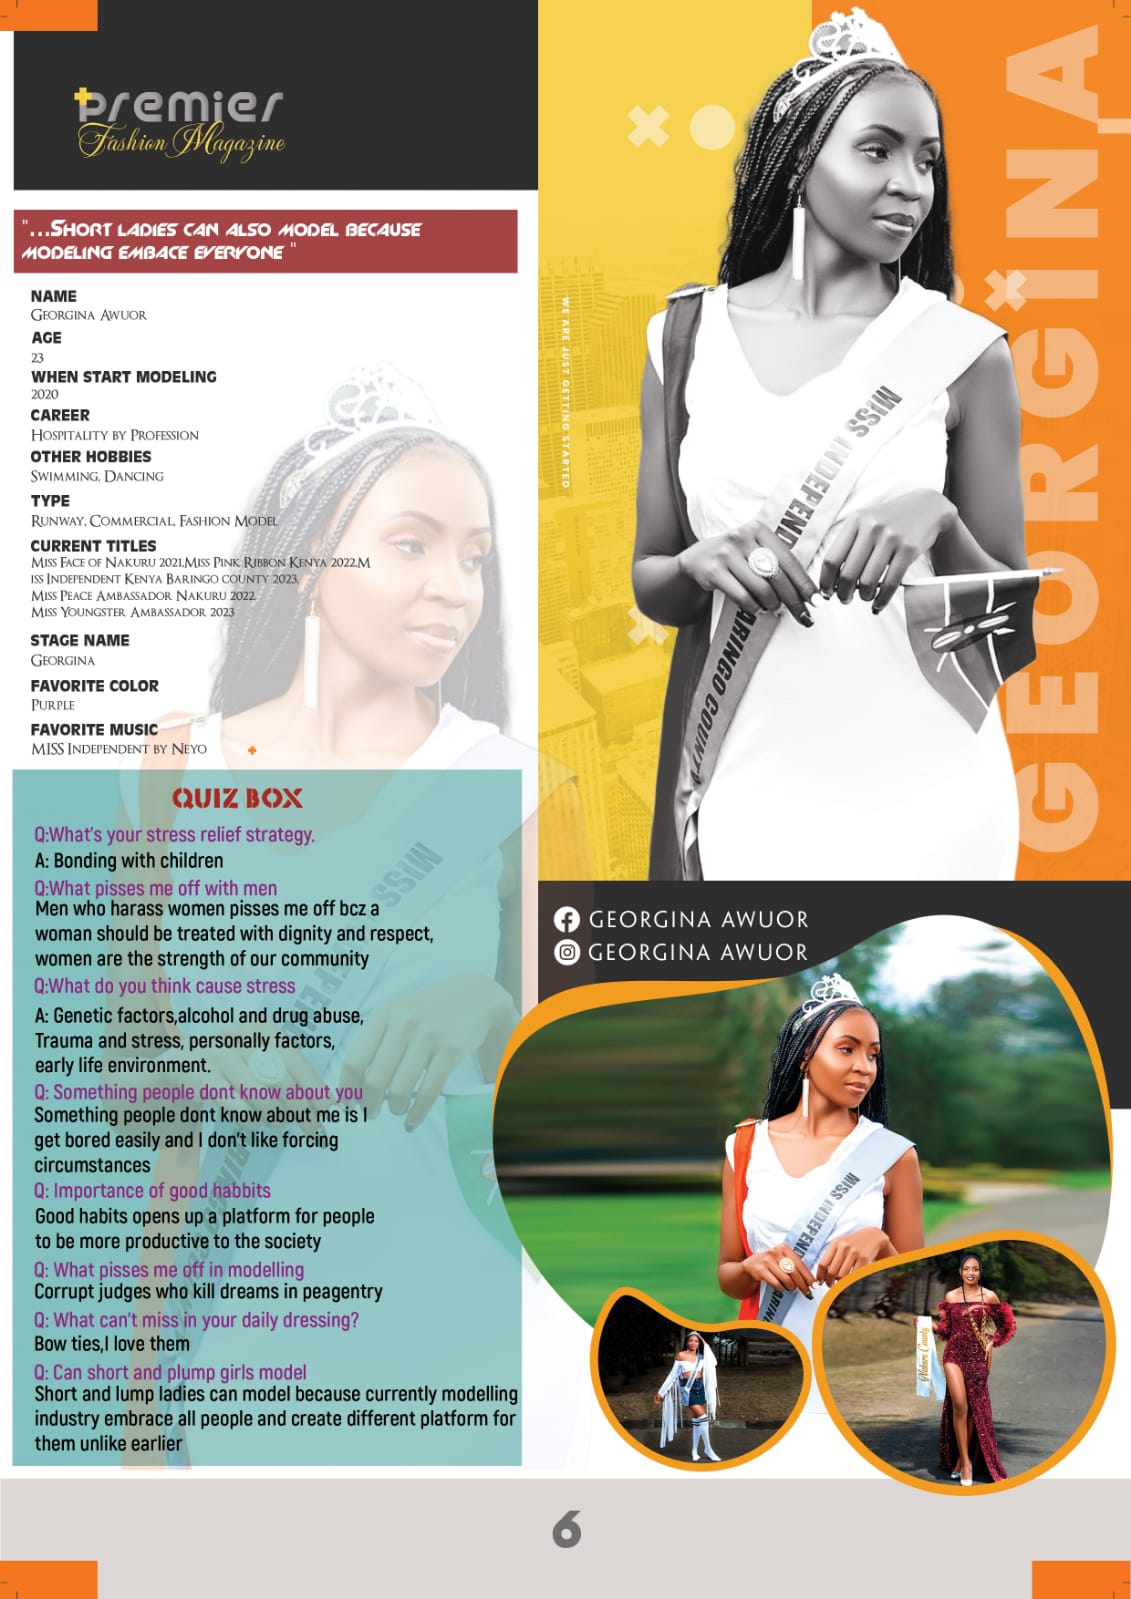 premier
Fashion Magazine
"...Short ladies can also model because
modeling embace everyone "
NAME
Georgina Awuor
AGE
23
WHEN START MODELING
2020
CAREER
Hospitality by Profession
OTHER HOBBIES
Swimming, Dancing
TYPE
Runway, Commercial, Fashion Model
CURRENT TITLES
Miss Face of Nakuru 2021,Miss Pink Ribbon Kenya 2022,M
iss Independent Kenya Baringo county 2023,
Miss Peace Ambassador Nakuru 2022,
Miss Youngster Ambassador 2023
STAGE NAME
Georgina
FAVORITE COLOR
Purple
FAVORITE MUSIC
MISS Independent by Neyo
QUIZ BOX
Q:What's your stress relief strategy.
A: Bonding with children
Q:What pisses me off with men
Men who harass women pisses me off bcz a
woman should be treated with dignity and respect,
women are the strength of our community
Q:What do you think cause stress
A: Genetic factors,alcohol and drug abuse,
Trauma and stress, personally factors,
early life environment.
Q: Something people dont know about you
Something people dont know about me is I
get bored easily and I don't like forcing
circumstances
Q: Importance of good habbits
Good habits opens up a platform for people
to be more productive to the society
Q: What pisses me off in modelling
Corrupt judges who kill dreams in peagentry
Q: What can't miss in your daily dressing?
Bow ties,I love them
Q: Can short and plump girls model
Short and lump ladies can model because currently modelling
industry embrace all people and create different platform for
them unlike earlier
WE ARE JUST GETTING STARTED
GEORGINA
MISS INDEPEND
BARINGO COUNTY
GEORGINA AWUOR
GEORGINA AWUOR
MISS INDEPEND
BARING
Nakuru County
MISS
6